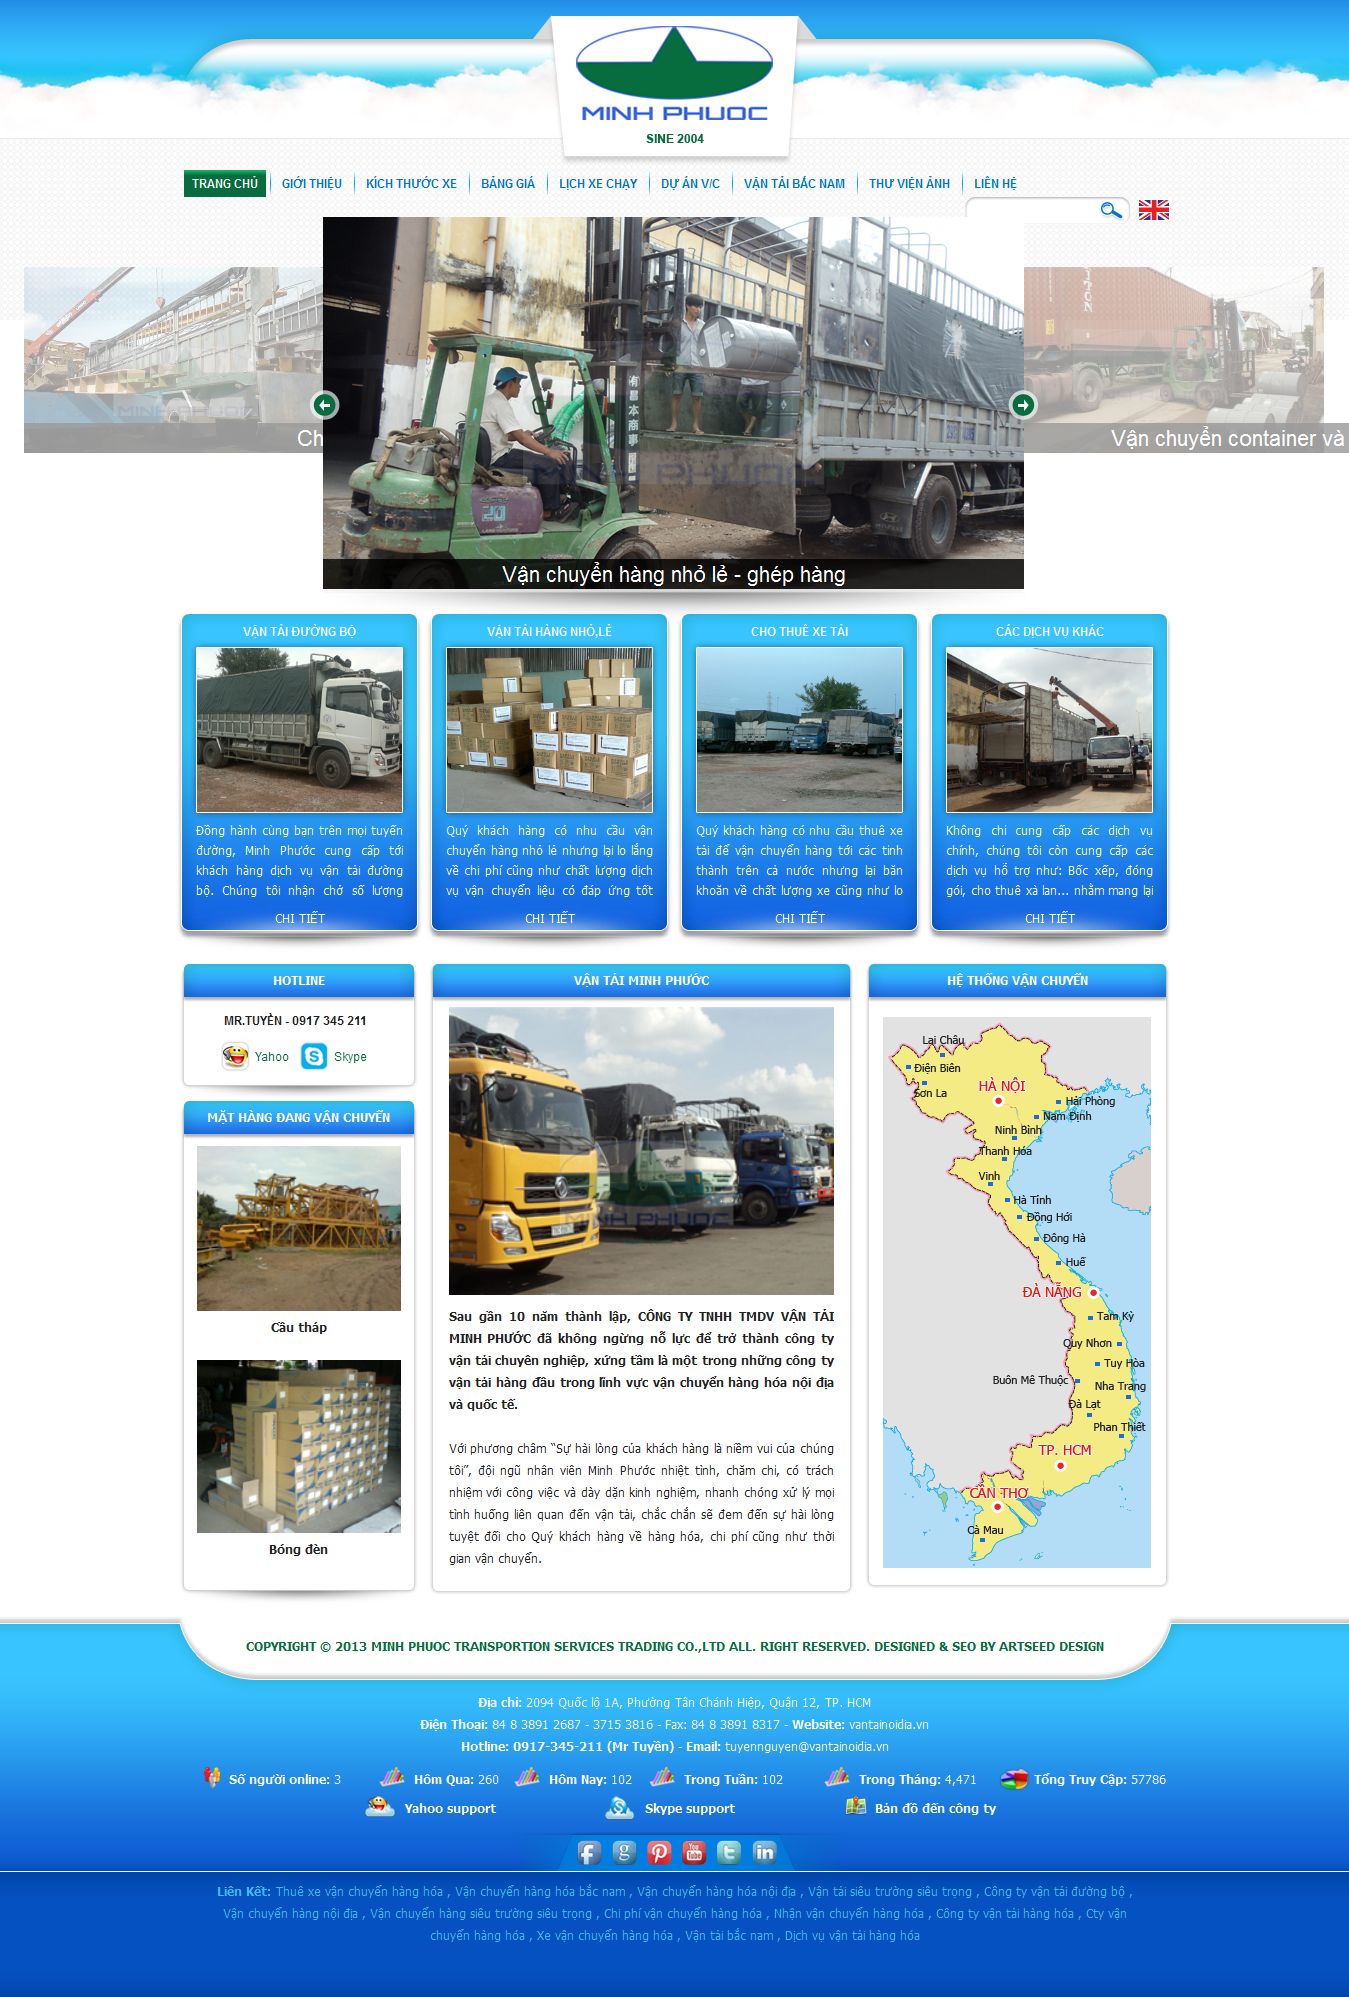 MINH PHUOC
SINE 2004
TRANG CHỦ
GIỚI THIỆU
KÍCH THƯỚC XE
BẢNG GIÁ
LỊCH XE CHẠY
DỰ ÁN V/C
VẬN TẢI BẮC NAM
THƯ VIỆN ẢNH
LIÊN HỆ
MINH PHUOC
20
Ch
Vận chuyển container và
Vận chuyển hàng nhỏ lẻ - ghép hàng
VẬN TẢI ĐƯỜNG BỘ
Đồng hành cùng bạn trên mọi tuyến
đường, Minh Phước cung cấp tới
khách hàng dịch vụ vận tải đường
bộ. Chúng tôi nhận chở số lượng
CHI TIẾT
VẬN TẢI HÀNG NHỎ,LẺ
Quý khách hàng có nhu cầu vận
chuyển hàng nhỏ lẻ nhưng lại lo lắng
về chi phí cũng như chất lượng dịch
vụ vận chuyển liệu có đáp ứng tốt
CHI TIẾT
CHO THUÊ XE TẢI
Quý khách hàng có nhu cầu thuê xe
tải để vận chuyển hàng tới các tỉnh
thành trên cả nước nhưng lại băn
khoăn về chất lượng xe cũng như lo
CHI TIẾT
CÁC DỊCH VỤ KHÁC
Không chỉ cung cấp các dịch vụ
chính, chúng tôi còn cung cấp các
dịch vụ hỗ trợ như: Bốc xếp, đóng
gói, cho thuê xà lan... nhằm mang lại
CHI TIẾT
HOTLINE
MR.TUYỂN - 0917 345 211
Yahoo
Skype
MẶT HÀNG ĐANG VẬN CHUYỂN
Cầu tháp
Bóng đèn
VẬN TẢI MINH PHƯỚC
MINH PHUOC
Sau gần 10 năm thành lập, CÔNG TY TNHH TMDV VẬN TẢI
MINH PHƯỚC đã không ngừng nỗ lực để trở thành công ty
vận tải chuyên nghiệp, xứng tầm là một trong những công ty
vận tải hàng đầu trong lĩnh vực vận chuyển hàng hóa nội địa
và quốc tế.
Với phương châm “Sự hài lòng của khách hàng là niềm vui của chúng
tôi”, đội ngũ nhân viên Minh Phước nhiệt tình, chăm chỉ, có trách
nhiệm với công việc và dày dặn kinh nghiệm, nhanh chóng xử lý mọi
tình huống liên quan đến vận tải, chắc chắn sẽ đem đến sự hài lòng
tuyệt đối cho Quý khách hàng về hàng hóa, chi phí cũng như thời
gian vận chuyển.
HỆ THỐNG VẬN CHUYỂN
Lai Châu
Điện Biên
Sơn La
HÀ NỘI
Hải Phòng
Nam Định
Ninh Bình
Thanh Hóa
Vinh
Hà Tĩnh
Đồng Hới
Đông Hà
Huế
ĐÀ NẴNG
Tam Kỳ
Quy Nhơn
Tuy Hòa
Buôn Mê Thuộc
Nha Trang
Đà Lạt
Phan Thiết
TP. HCM
CẦN THƠ
Cà Mau
COPYRIGHT © 2013 MINH PHUOC TRANSPORTION SERVICES TRADING CO.,LTD ALL. RIGHT RESERVED. DESIGNED & SEO BY ARTSEED DESIGN
Địa chỉ: 2094 Quốc lộ 1A, Phường Tân Chánh Hiệp, Quận 12, TP. HCM
Điện Thoại: 84 8 3891 2687 - 3715 3816 - Fax: 84 8 3891 8317 - Website: vantainoidia.vn
Hotline: 0917-345-211 (Mr Tuyền) - Email: tuyennguyen@vantainoidia.vn
Số người online: 3
Hôm Qua: 260
Hôm Nay: 102
Trong Tuần: 102
Trong Tháng: 4,471
Tổng Truy Cập: 57786
Yahoo support
Skype support
Bản đồ đến công ty
Liên Kết: Thuê xe vận chuyển hàng hóa , Vận chuyển hàng hóa bắc nam , Vận chuyển hàng hóa nội địa , Vận tải siêu trường siêu trọng , Công ty vận tải đường bộ ,
Vận chuyển hàng nội địa , Vận chuyển hàng siêu trường siêu trọng , Chi phí vận chuyển hàng hóa , Nhận vận chuyển hàng hóa , Công ty vận tải hàng hóa , Cty vận
chuyển hàng hóa , Xe vận chuyển hàng hóa , Vận tải bắc nam , Dịch vụ vận tải hàng hóa